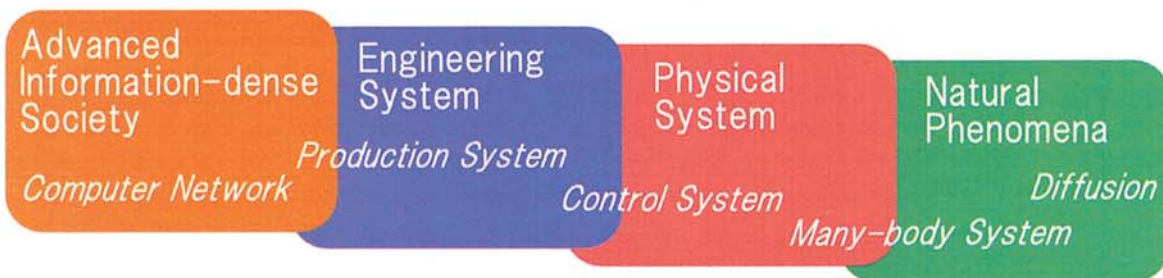 Advanced
Information-dense
Society
Computer Network
Engineering
System
Production System
Physical
System
Control System
Many-body System
Natural
Phenomena
Diffusion